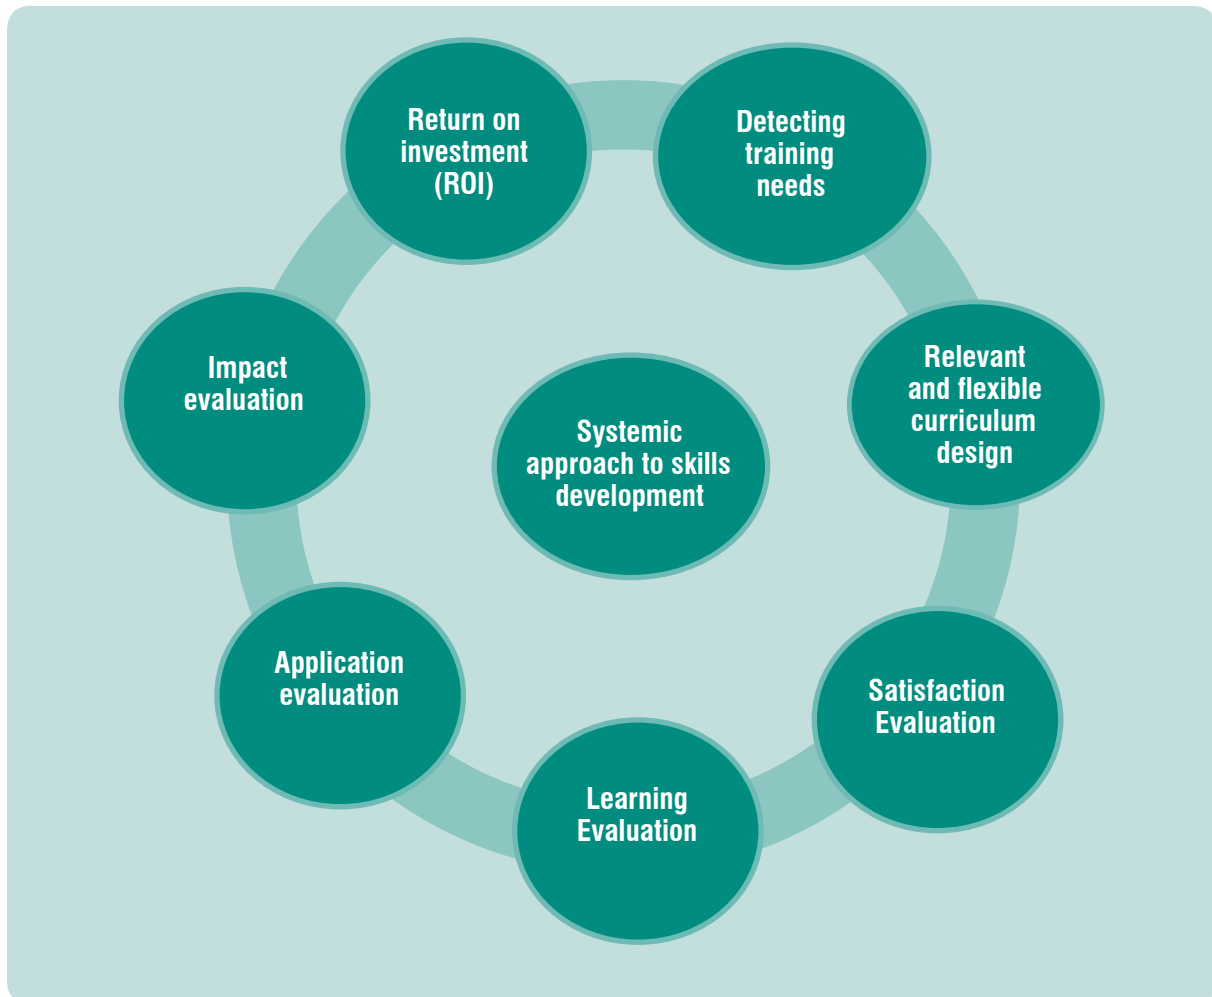 Return on
investment
(ROI)
Detecting
training
needs
Relevant
and flexible
curriculum
design
Impact
evaluation
Systemic
approach to skills
development
Application
evaluation
Satisfaction
Evaluation
Learning
Evaluation